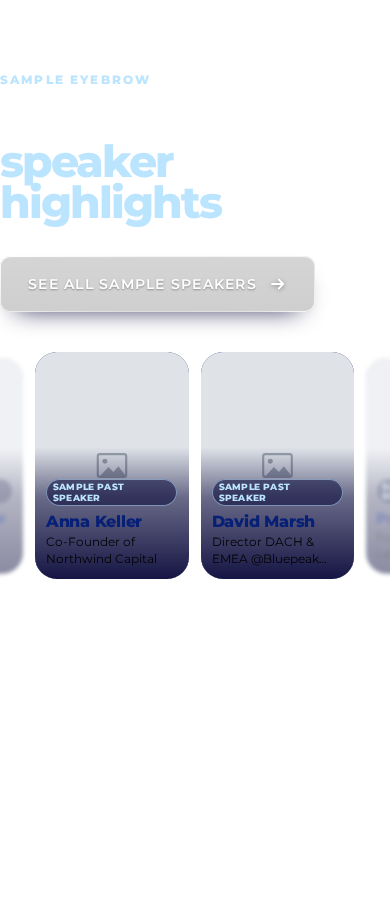 SAMPLE EYEBROW
speaker
highlights
SEE ALL SAMPLE SPEAKERS
SAMPLE PAST
SPEAKER
Anna Keller
Co-Founder of
Northwind Capital
SAMPLE PAST
SPEAKER
David Marsh
Director DACH &
EMEA @Bluepeak...